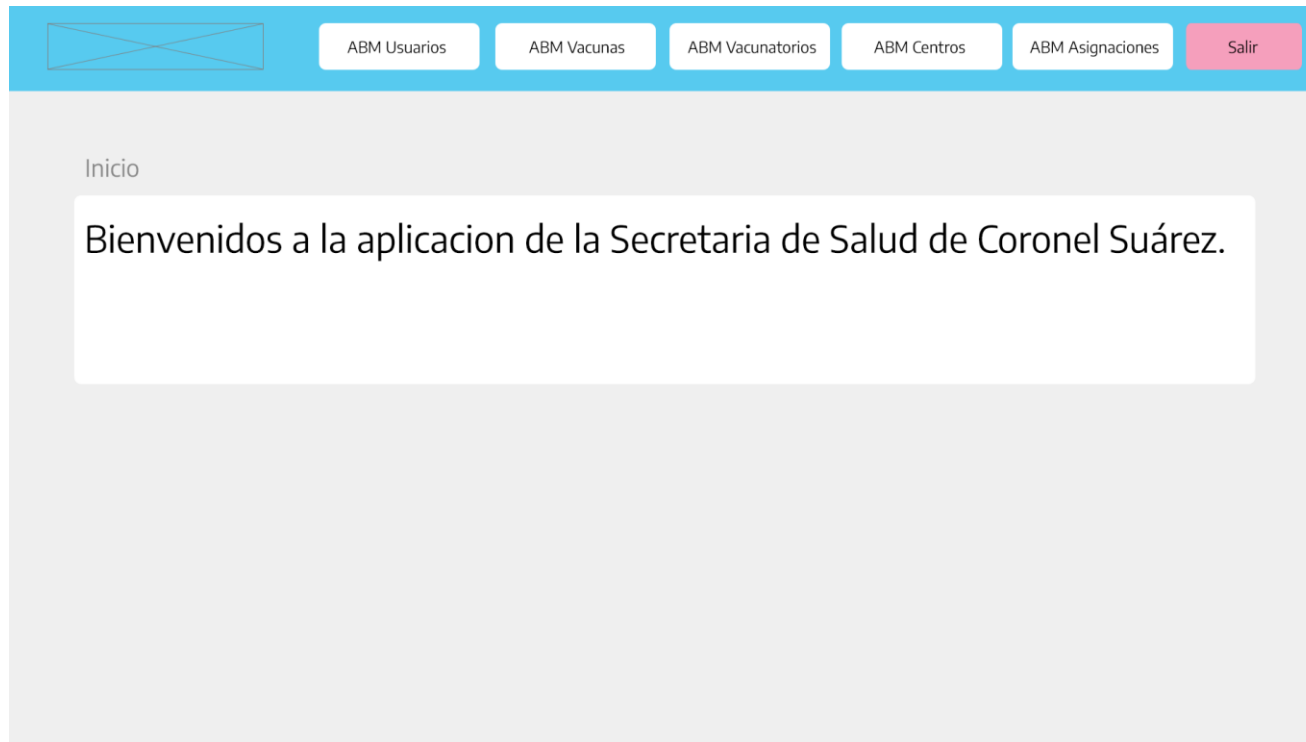 ABM Usuarios
ABM Vacunas
ABM Vacunatorios
ABM Centros
ABM Asignaciones
Salir
Inicio
Bienvenidos a la aplicacion de la Secretaria de Salud de Coronel Suárez.